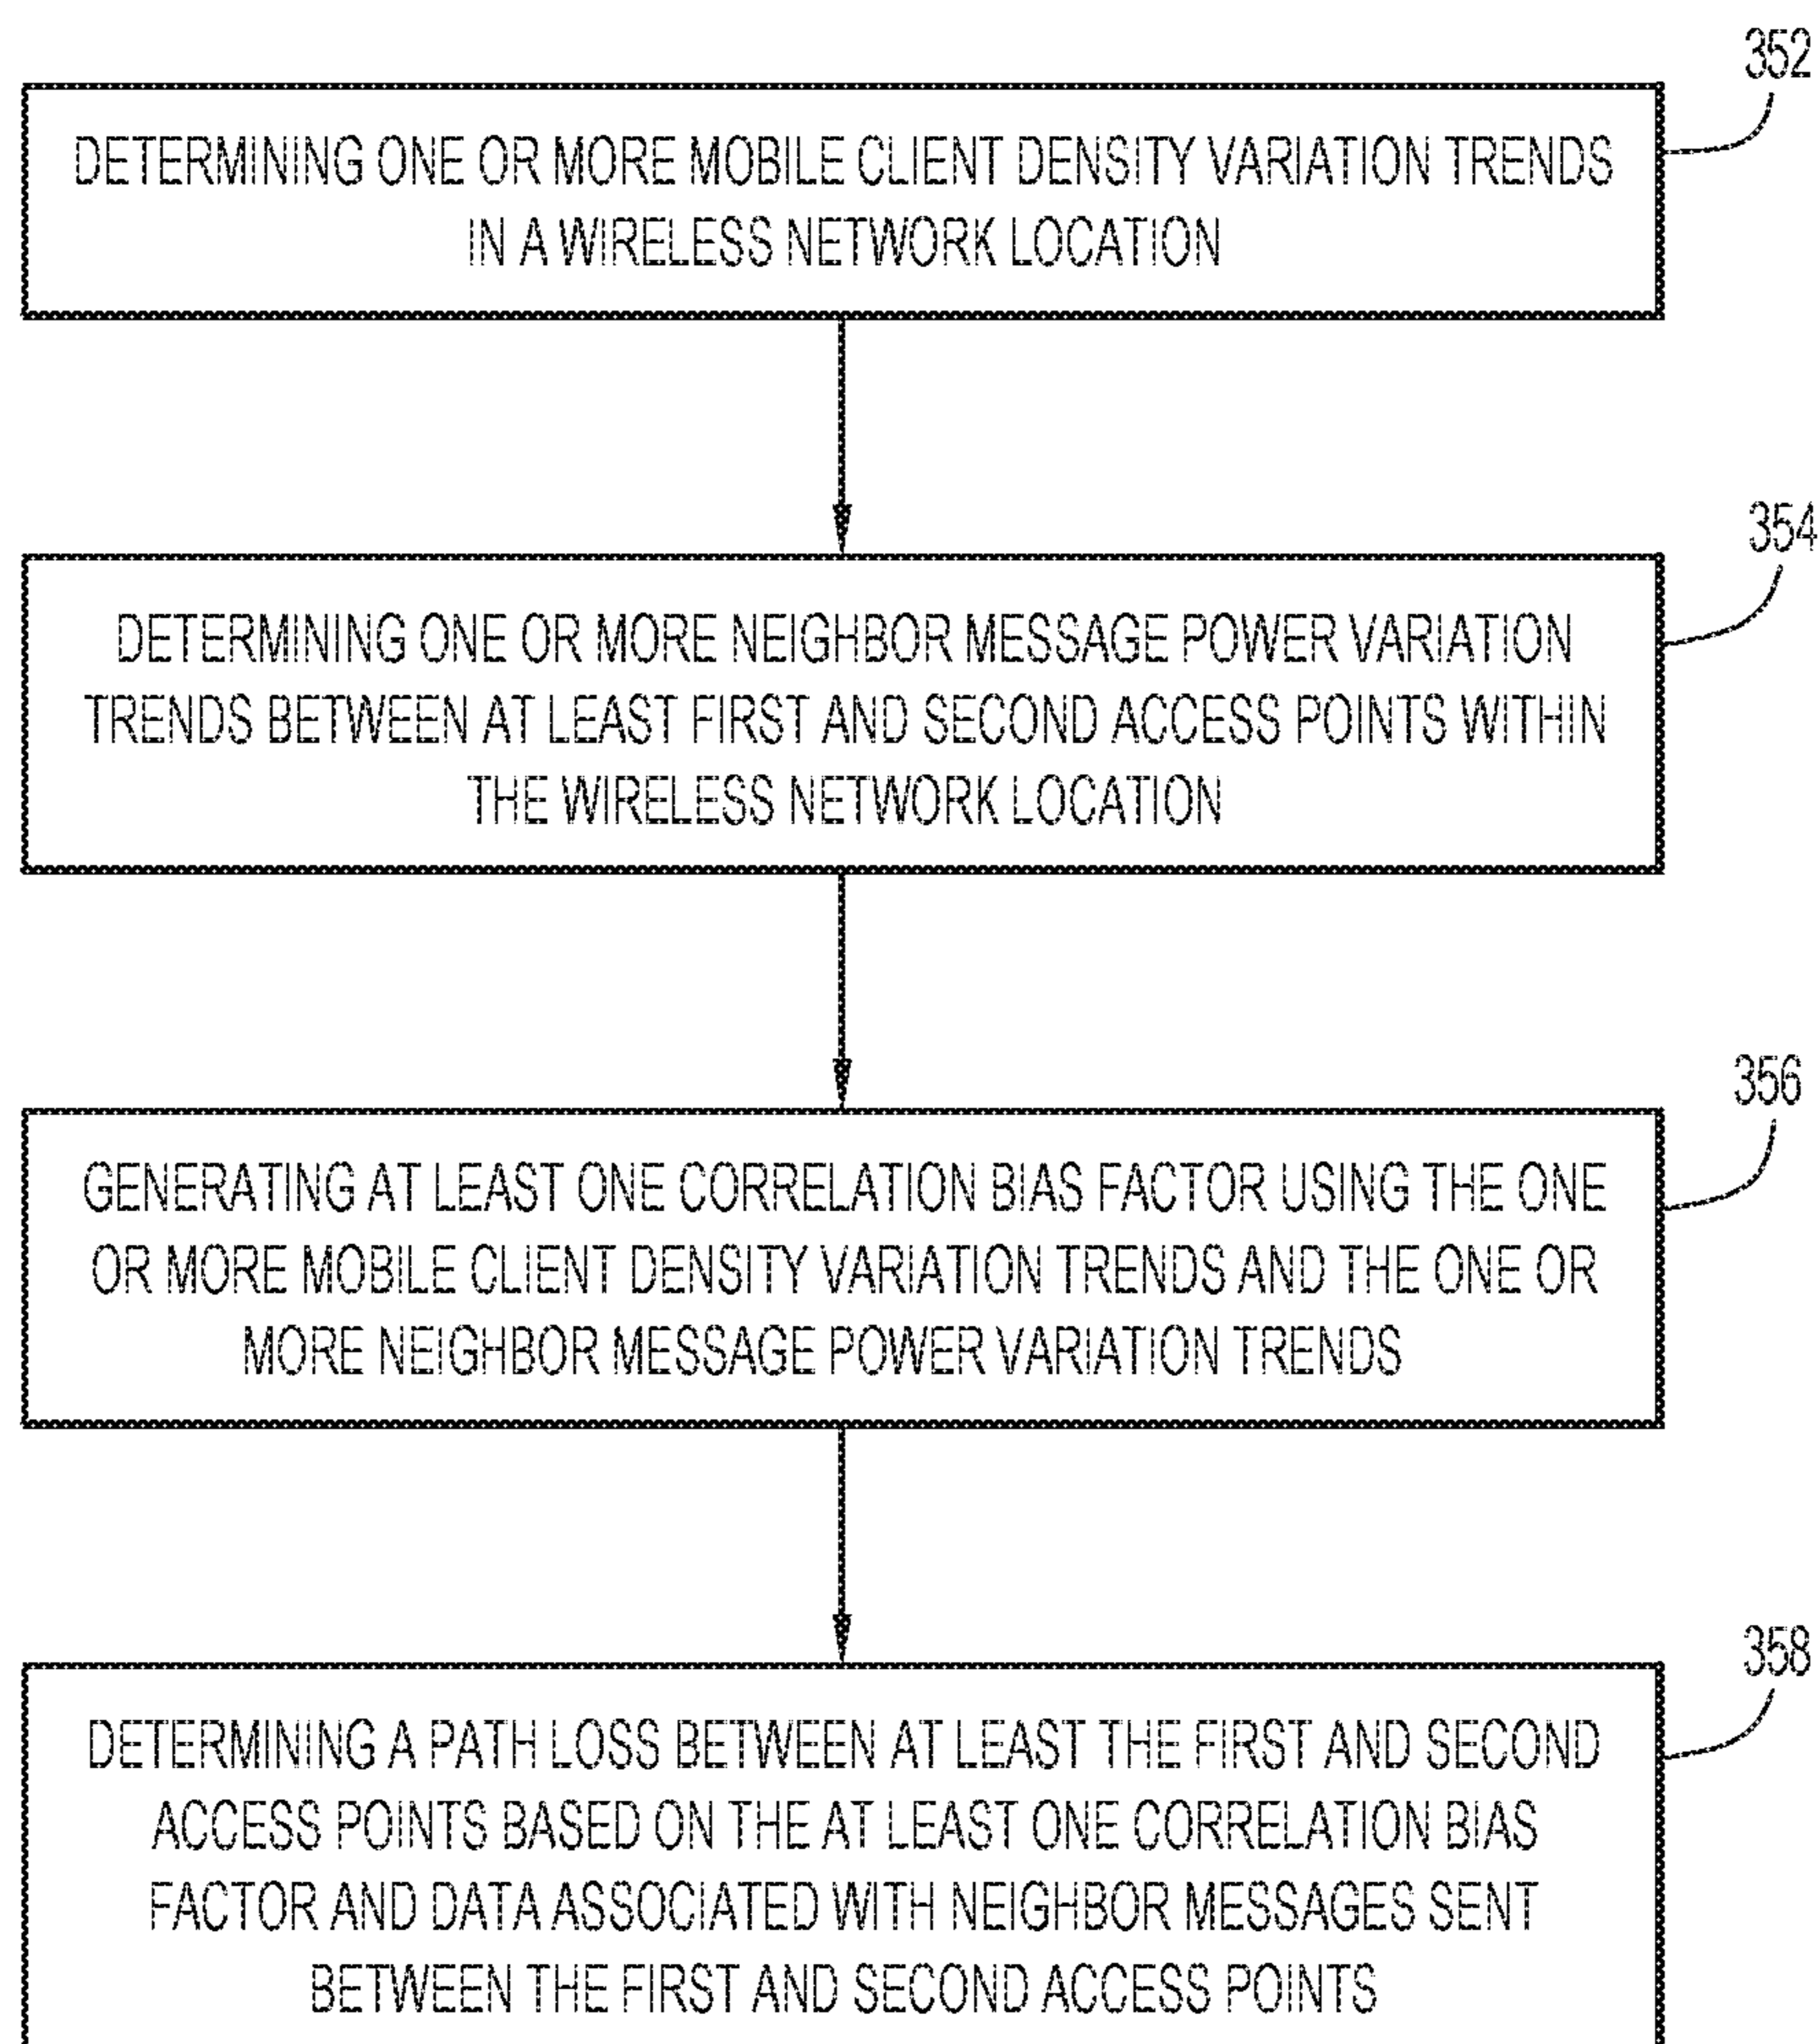 352
DETERMINING ONE OR MORE MOBILE CLIENT DENSITY VARIATION TRENDS
IN A WIRELESS NETWORK LOCATION
354
DETERMINING ONE OR MORE NEIGHBOR MESSAGE POWER VARIATION
TRENDS BETWEEN AT LEAST FIRST AND SECOND ACCESS POINTS WITHIN
THE WIRELESS NETWORK LOCATION
356
GENERATING AT LEAST ONE CORRELATION BIAS FACTOR USING THE ONE
OR MORE MOBILE CLIENT DENSITY VARIATION TRENDS AND THE ONE OR
MORE NEIGHBOR MESSAGE POWER VARIATION TRENDS
358
DETERMINING A PATH LOSS BETWEEN AT LEAST THE FIRST AND SECOND
ACCESS POINTS BASED ON THE AT LEAST ONE CORRELATION BIAS
FACTOR AND DATA ASSOCIATED WITH NEIGHBOR MESSAGES SENT
BETWEEN THE FIRST AND SECOND ACCESS POINTS